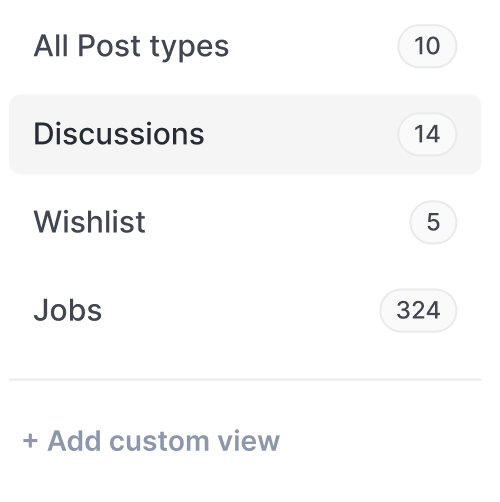 All Post types 10
Discussions 14
Wishlist 5
Jobs 324
+ Add custom view